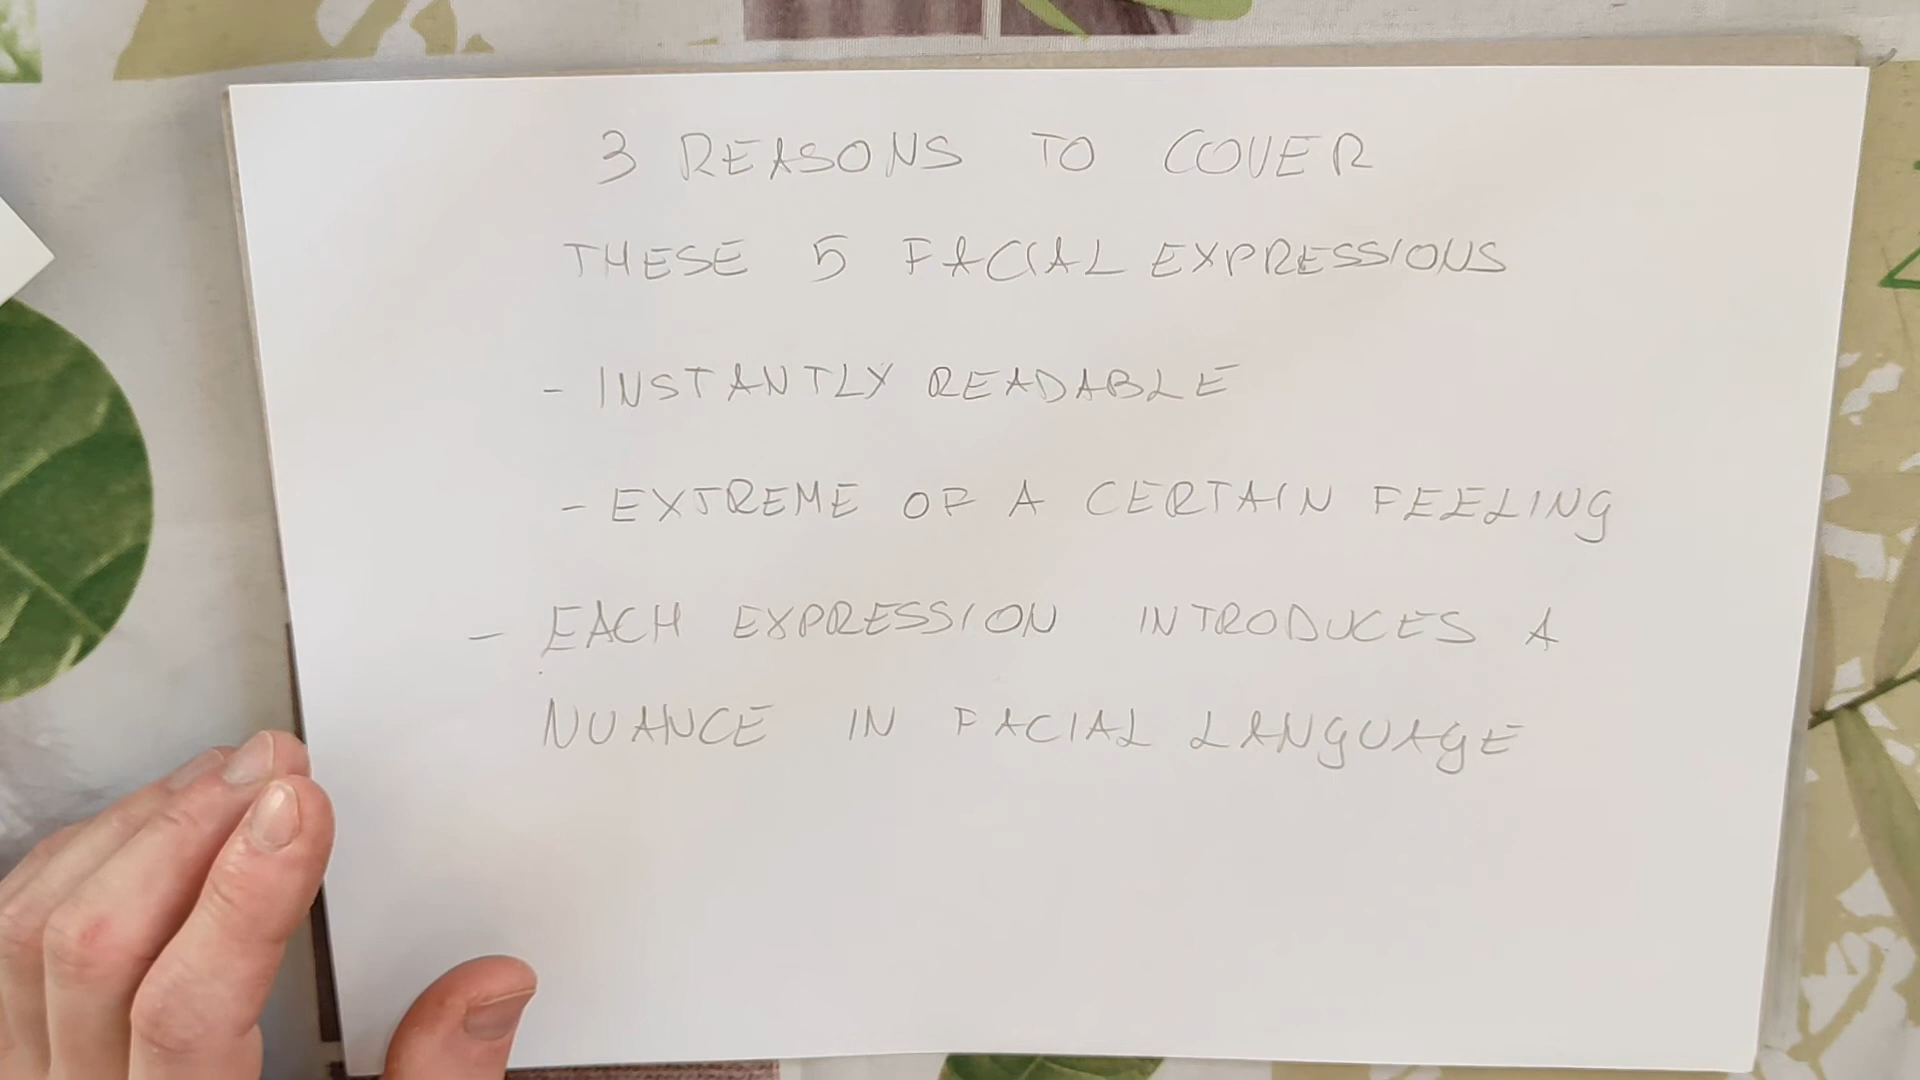 3 REASONS TO COVER
THESE 5 FACIAL EXPRESSIONS
- INSTANTLY READABLE
- EXTREME OF A CERTAIN FEELING
- EACH EXPRESSION INTRODUCES A
NUANCE IN FACIAL LANGUAGE